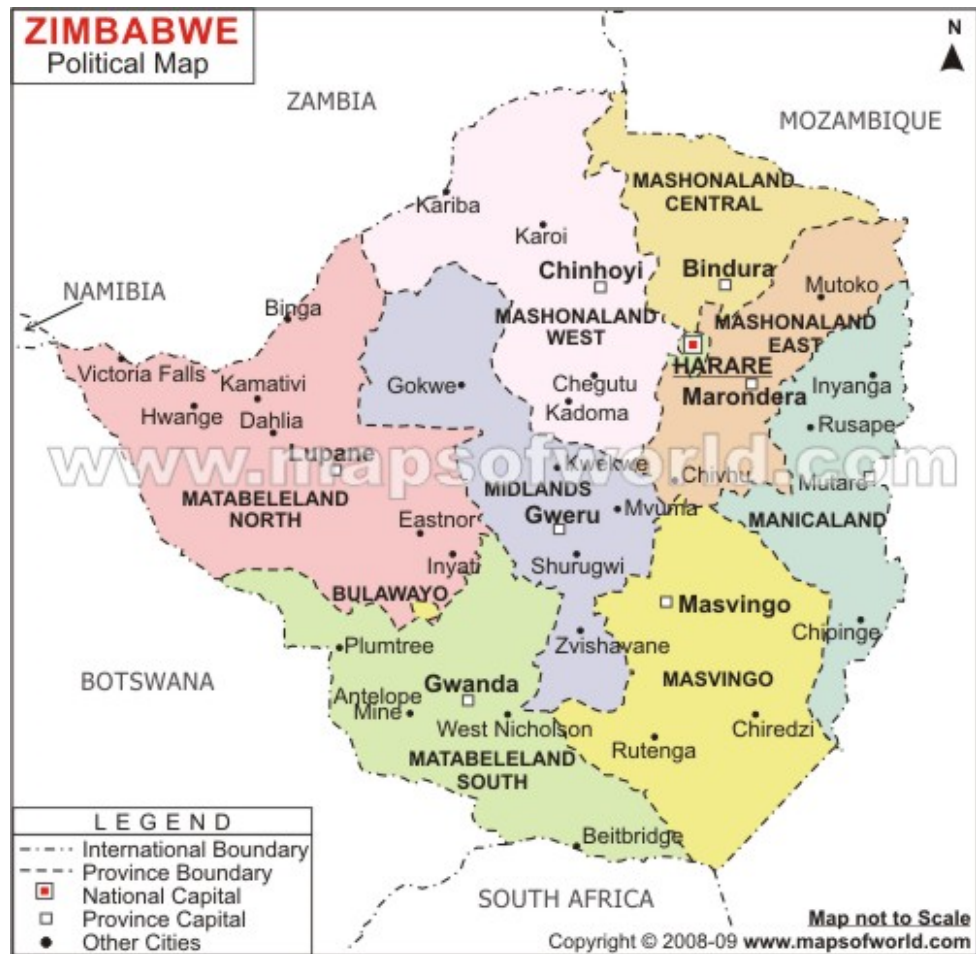 ZIMBABWE
Political Map
N
ZAMBIA
MOZAMBIQUE
MASHONALAND
CENTRAL
Kariba
Karoi
Chinhoyi
Bindura
Mutoko
NAMIBIA
Binga
MASHONALAND
WEST
MASHONALAND
EAST
HARARE
Victoria Falls
Kamativi
Gokwe
Chegutu
Marondera
Inyanga
Hwange
Dahlia
Kadoma
Rusape
www.mapsofworld.com
Lupane
Kwekwe
Chivhu
Mutare
MATABELELAND
NORTH
MIDLANDS
Mvuma
MANICALAND
Eastnor
Gweru
Inyati
Shurugwi
BULAWAYO
Masvingo
Chipinge
Plumtree
Zvishavane
BOTSWANA
MASVINGO
Antelope
Mine
Gwanda
West Nicholson
Chiredzi
Rutenga
MATABELELAND
SOUTH
Beitbridge
SOUTH AFRICA
LEGEND
International Boundary
Province Boundary
National Capital
Province Capital
Other Cities
Map not to Scale
Copyright © 2008-09 www.mapsofworld.com